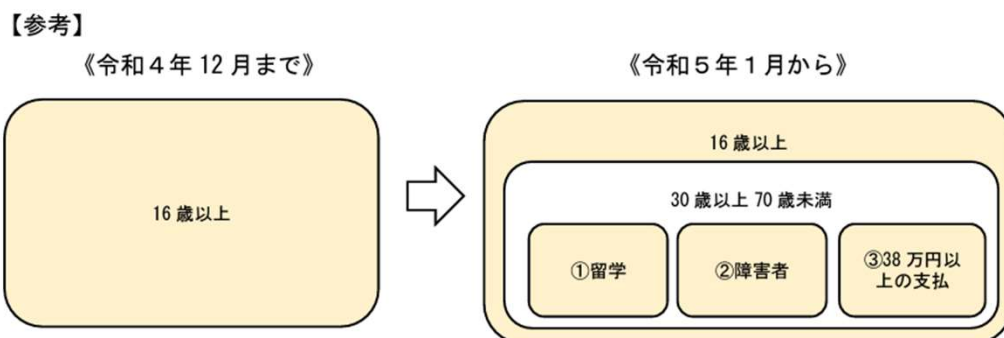 【参考】
《令和４年 12 月まで》
《令和５年１月から》
16 歳以上
16 歳以上
30 歳以上 70 歳未満
①留学
②障害者
③38 万円以
上の支払